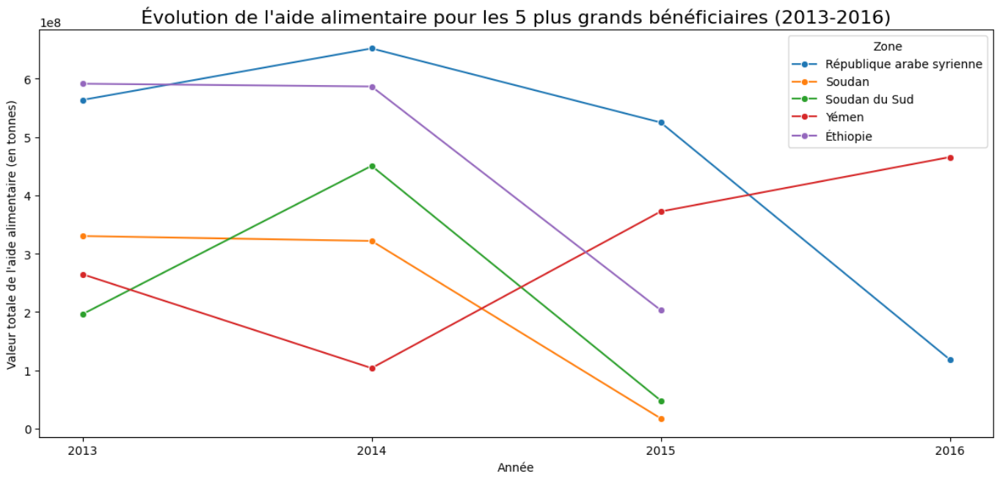 Évolution de l'aide alimentaire pour les 5 plus grands bénéficiaires (2013-2016)
1e8
Zone
République arabe syrienne
Soudan
Soudan du Sud
Yémen
Éthiopie
Valeur totale de l'aide alimentaire (en tonnes)
6
5
4
3
2
1
0
2013
2014
2015
2016
Année